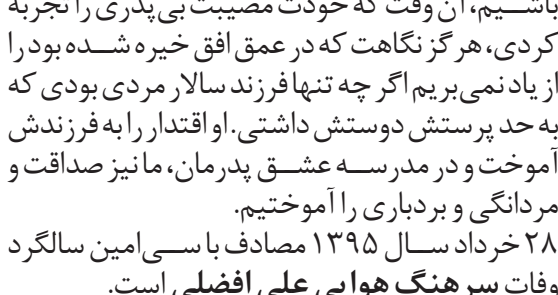 باشیم، آن وقت که خودت مصیبت بی‌پدری را تجربه
کردی، هرگز نگاهت که در عمق افق خیره شده بود را
از یاد نمی‌بریم اگر چه تنها فرزند سالار مردی بودی که
به حد پرستش دوستش داشتی. او اقتدار را به فرزندش
آموخت و در مدرسه عشق پدرمان، ما نیز صداقت و
مردانگی و بردباری را آموختیم.
۲۸ خرداد سال ۱۳۹۵ مصادف با سی‌امین سالگرد
وفات سرهنگ هوایی علی افضلی است.